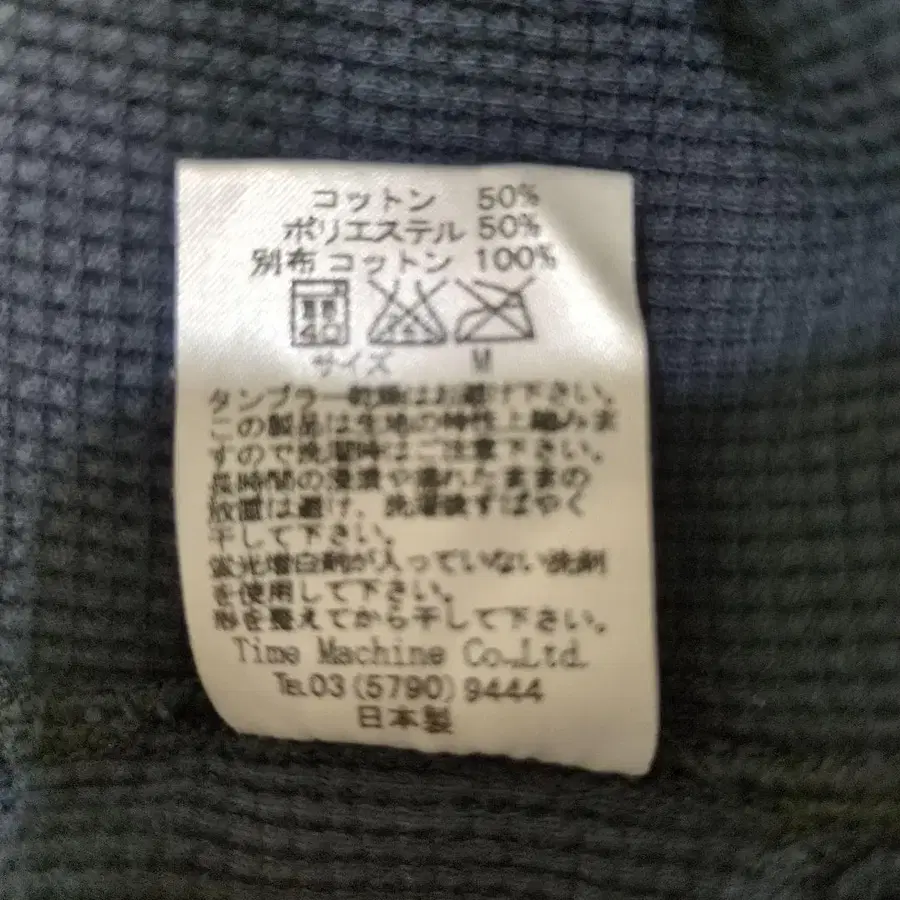 コットン 50%
ポリエステル 50%
別布 コットン 100%
40
サイズ M
タンブラー乾燥はお避け下さい。
この製品は生地の特性上縮みま
すので洗濯時はご注意下さい。
長時間の浸漬や濡れたままの
放置は避け、洗濯後すばやく
干して下さい。
蛍光増白剤が入っていない洗剤
を使用して下さい。
形を整えてから干して下さい。
Time Machine Co.,Ltd.
Tel.03(5790)9444
日本製